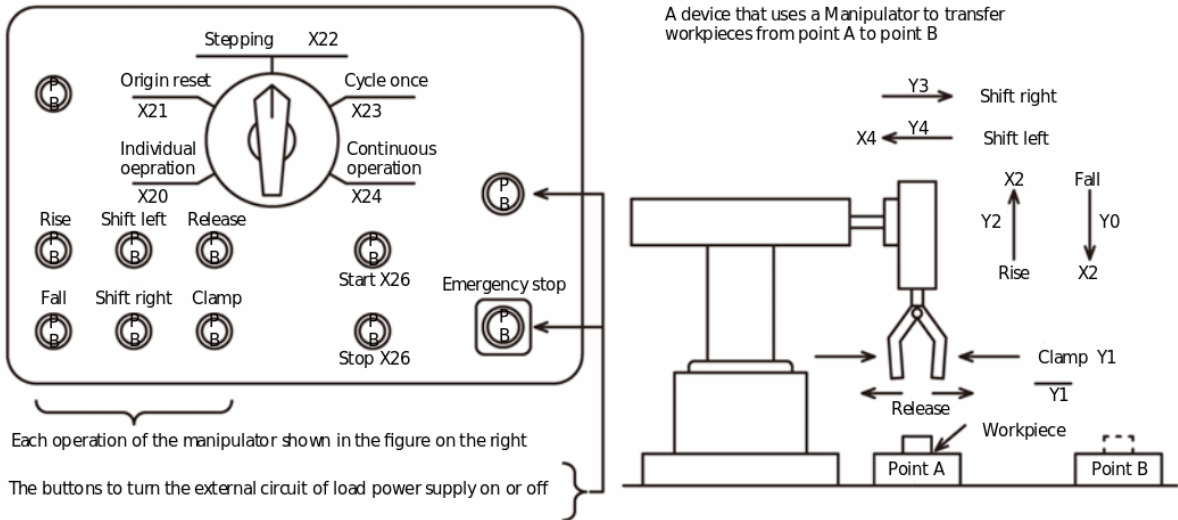 Stepping X22
Origin reset
X21
Cycle once
X23
Individual
oepration
X20
Continuous
operation
X24
P
B
P
B
Rise
Shift left
Release
P
B
P
B
P
B
P
B
Start X26
Fall
Shift right
Clamp
P
B
P
B
P
B
P
B
Stop X26
Emergency stop
P
B
Each operation of the manipulator shown in the figure on the right
The buttons to turn the external circuit of load power supply on or off
A device that uses a Manipulator to transfer
workpieces from point A to point B
Y3
Shift right
X4
Y4
Shift left
X2
Y2
Rise
Fall
Y0
X2
Clamp Y1
Y1
Release
Workpiece
Point A
Point B